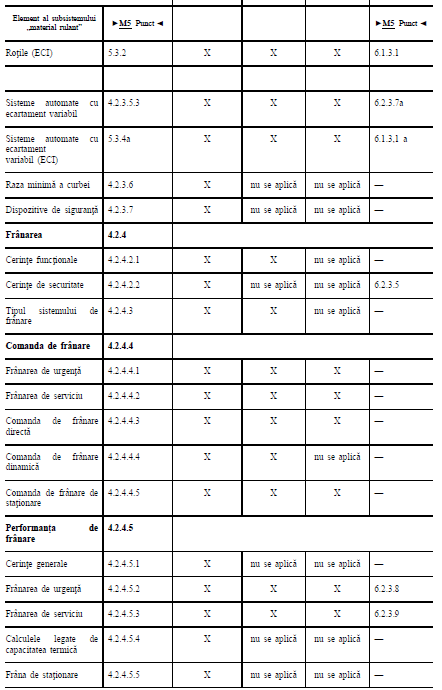 Element al subsistemului „material rulant” ►M5 Punct ◄ ►M5 Punct ◄
Roțile (ECI) 5.3.2 X X X 6.1.3.1
Sisteme automate cu ecartament variabil 4.2.3.5.3 X X X 6.2.3.7a
Sisteme automate cu ecartament variabil (ECI) 5.3.4a X X X 6.1.3.1 a
Raza minimă a curbei 4.2.3.6 X nu se aplică nu se aplică —
Dispozitive de siguranță 4.2.3.7 X nu se aplică nu se aplică —
Frânarea 4.2.4
Cerințe funcționale 4.2.4.2.1 X X nu se aplică —
Cerințe de securitate 4.2.4.2.2 X nu se aplică nu se aplică 6.2.3.5
Tipul sistemului de frânare 4.2.4.3 X X nu se aplică —
Comanda de frânare 4.2.4.4
Frânarea de urgență 4.2.4.4.1 X X X —
Frânarea de serviciu 4.2.4.4.2 X X X —
Comanda de frânare directă 4.2.4.4.3 X X X —
Comanda de frânare dinamică 4.2.4.4.4 X X nu se aplică —
Comanda de frânare de staționare 4.2.4.4.5 X X X —
Performanța de frânare 4.2.4.5
Cerințe generale 4.2.4.5.1 X nu se aplică nu se aplică —
Frânarea de urgență 4.2.4.5.2 X X X 6.2.3.8
Frânarea de serviciu 4.2.4.5.3 X X X 6.2.3.9
Calculele legate de capacitatea termică 4.2.4.5.4 X nu se aplică nu se aplică —
Frâna de staționare 4.2.4.5.5 X nu se aplică nu se aplică —